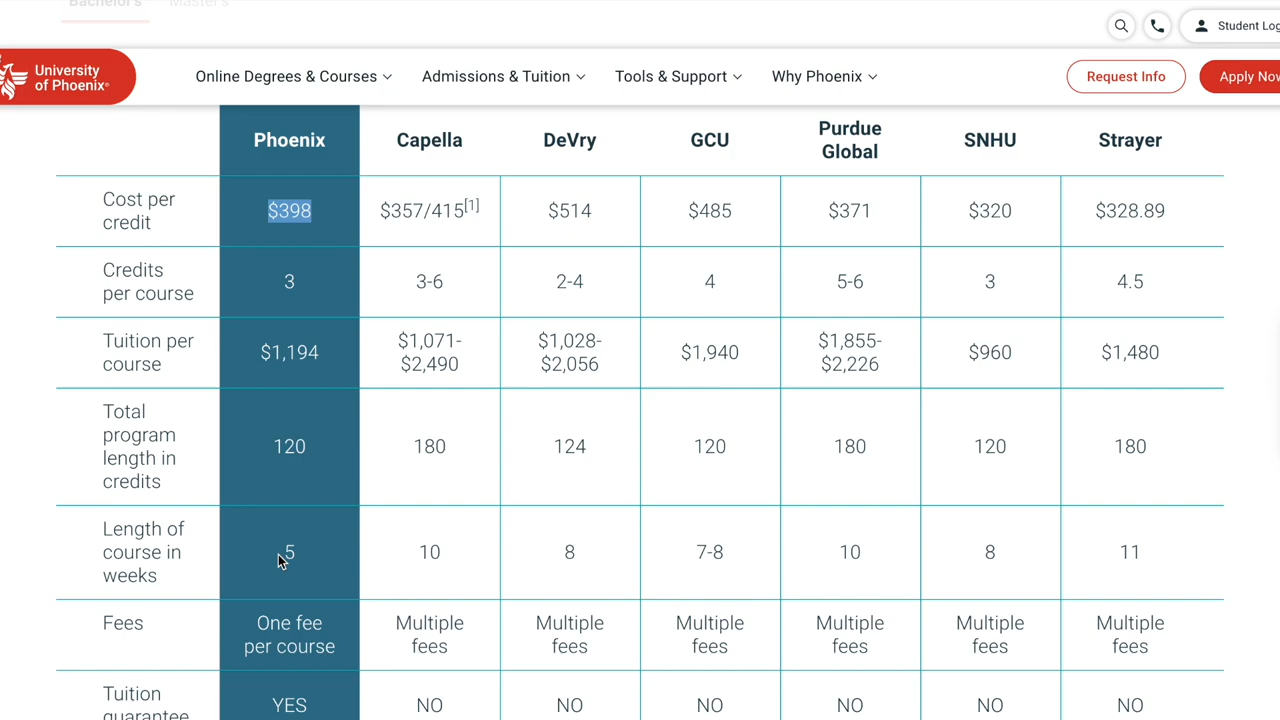 Bachelor's Master's
Student Log
University
of Phoenix®
Online Degrees & Courses
Admissions & Tuition
Tools & Support
Why Phoenix
Request Info
Apply Now
Phoenix
Capella
DeVry
GCU
Purdue
Global
SNHU
Strayer
Cost per
credit
$398
$357/415[1]
$514
$485
$371
$320
$328.89
Credits
per course
3
3-6
2-4
4
5-6
3
4.5
Tuition per
course
$1,194
$1,071-
$2,490
$1,028-
$2,056
$1,940
$1,855-
$2,226
$960
$1,480
Total
program
length in
credits
120
180
124
120
180
120
180
Length of
course in
weeks
5
10
8
7-8
10
8
11
Fees
One fee
per course
Multiple
fees
Multiple
fees
Multiple
fees
Multiple
fees
Multiple
fees
Multiple
fees
Tuition
guarantee
YES
NO
NO
NO
NO
NO
NO